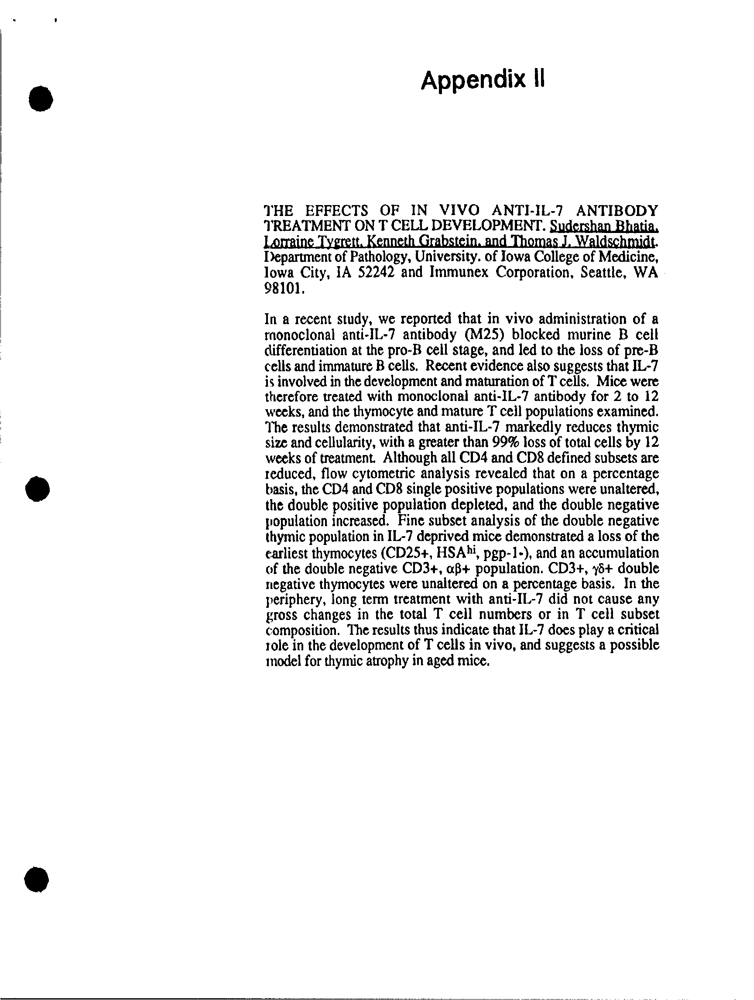 Appendix II
THE EFFECTS OF IN VIVO ANTI-IL-7 ANTIBODY
TREATMENT ON T CELL DEVELOPMENT. Sudershan Bhatia,
Lorraine Tygrett, Kenneth Grabstein, and Thomas J. Waldschmidt.
Department of Pathology, University. of Iowa College of Medicine,
Iowa City, IA 52242 and Immunex Corporation, Seattle, WA
98101.
In a recent study, we reported that in vivo administration of a
monoclonal anti-IL-7 antibody (M25) blocked murine B cell
differentiation at the pro-B cell stage, and led to the loss of pre-B
cells and immature B cells. Recent evidence also suggests that IL-7
is involved in the development and maturation of T cells. Mice were
therefore treated with monoclonal anti-IL-7 antibody for 2 to 12
weeks, and the thymocyte and mature T cell populations examined.
The results demonstrated that anti-IL-7 markedly reduces thymic
size and cellularity, with a greater than 99% loss of total cells by 12
weeks of treatment. Although all CD4 and CD8 defined subsets are
reduced, flow cytometric analysis revealed that on a percentage
basis, the CD4 and CD8 single positive populations were unaltered,
the double positive population depleted, and the double negative
population increased. Fine subset analysis of the double negative
thymic population in IL-7 deprived mice demonstrated a loss of the
earliest thymocytes (CD25+, HSAhi, pgp-1-), and an accumulation
of the double negative CD3+, αβ+ population. CD3+, γδ+ double
negative thymocytes were unaltered on a percentage basis. In the
periphery, long term treatment with anti-IL-7 did not cause any
gross changes in the total T cell numbers or in T cell subset
composition. The results thus indicate that IL-7 does play a critical
role in the development of T cells in vivo, and suggests a possible
model for thymic atrophy in aged mice.